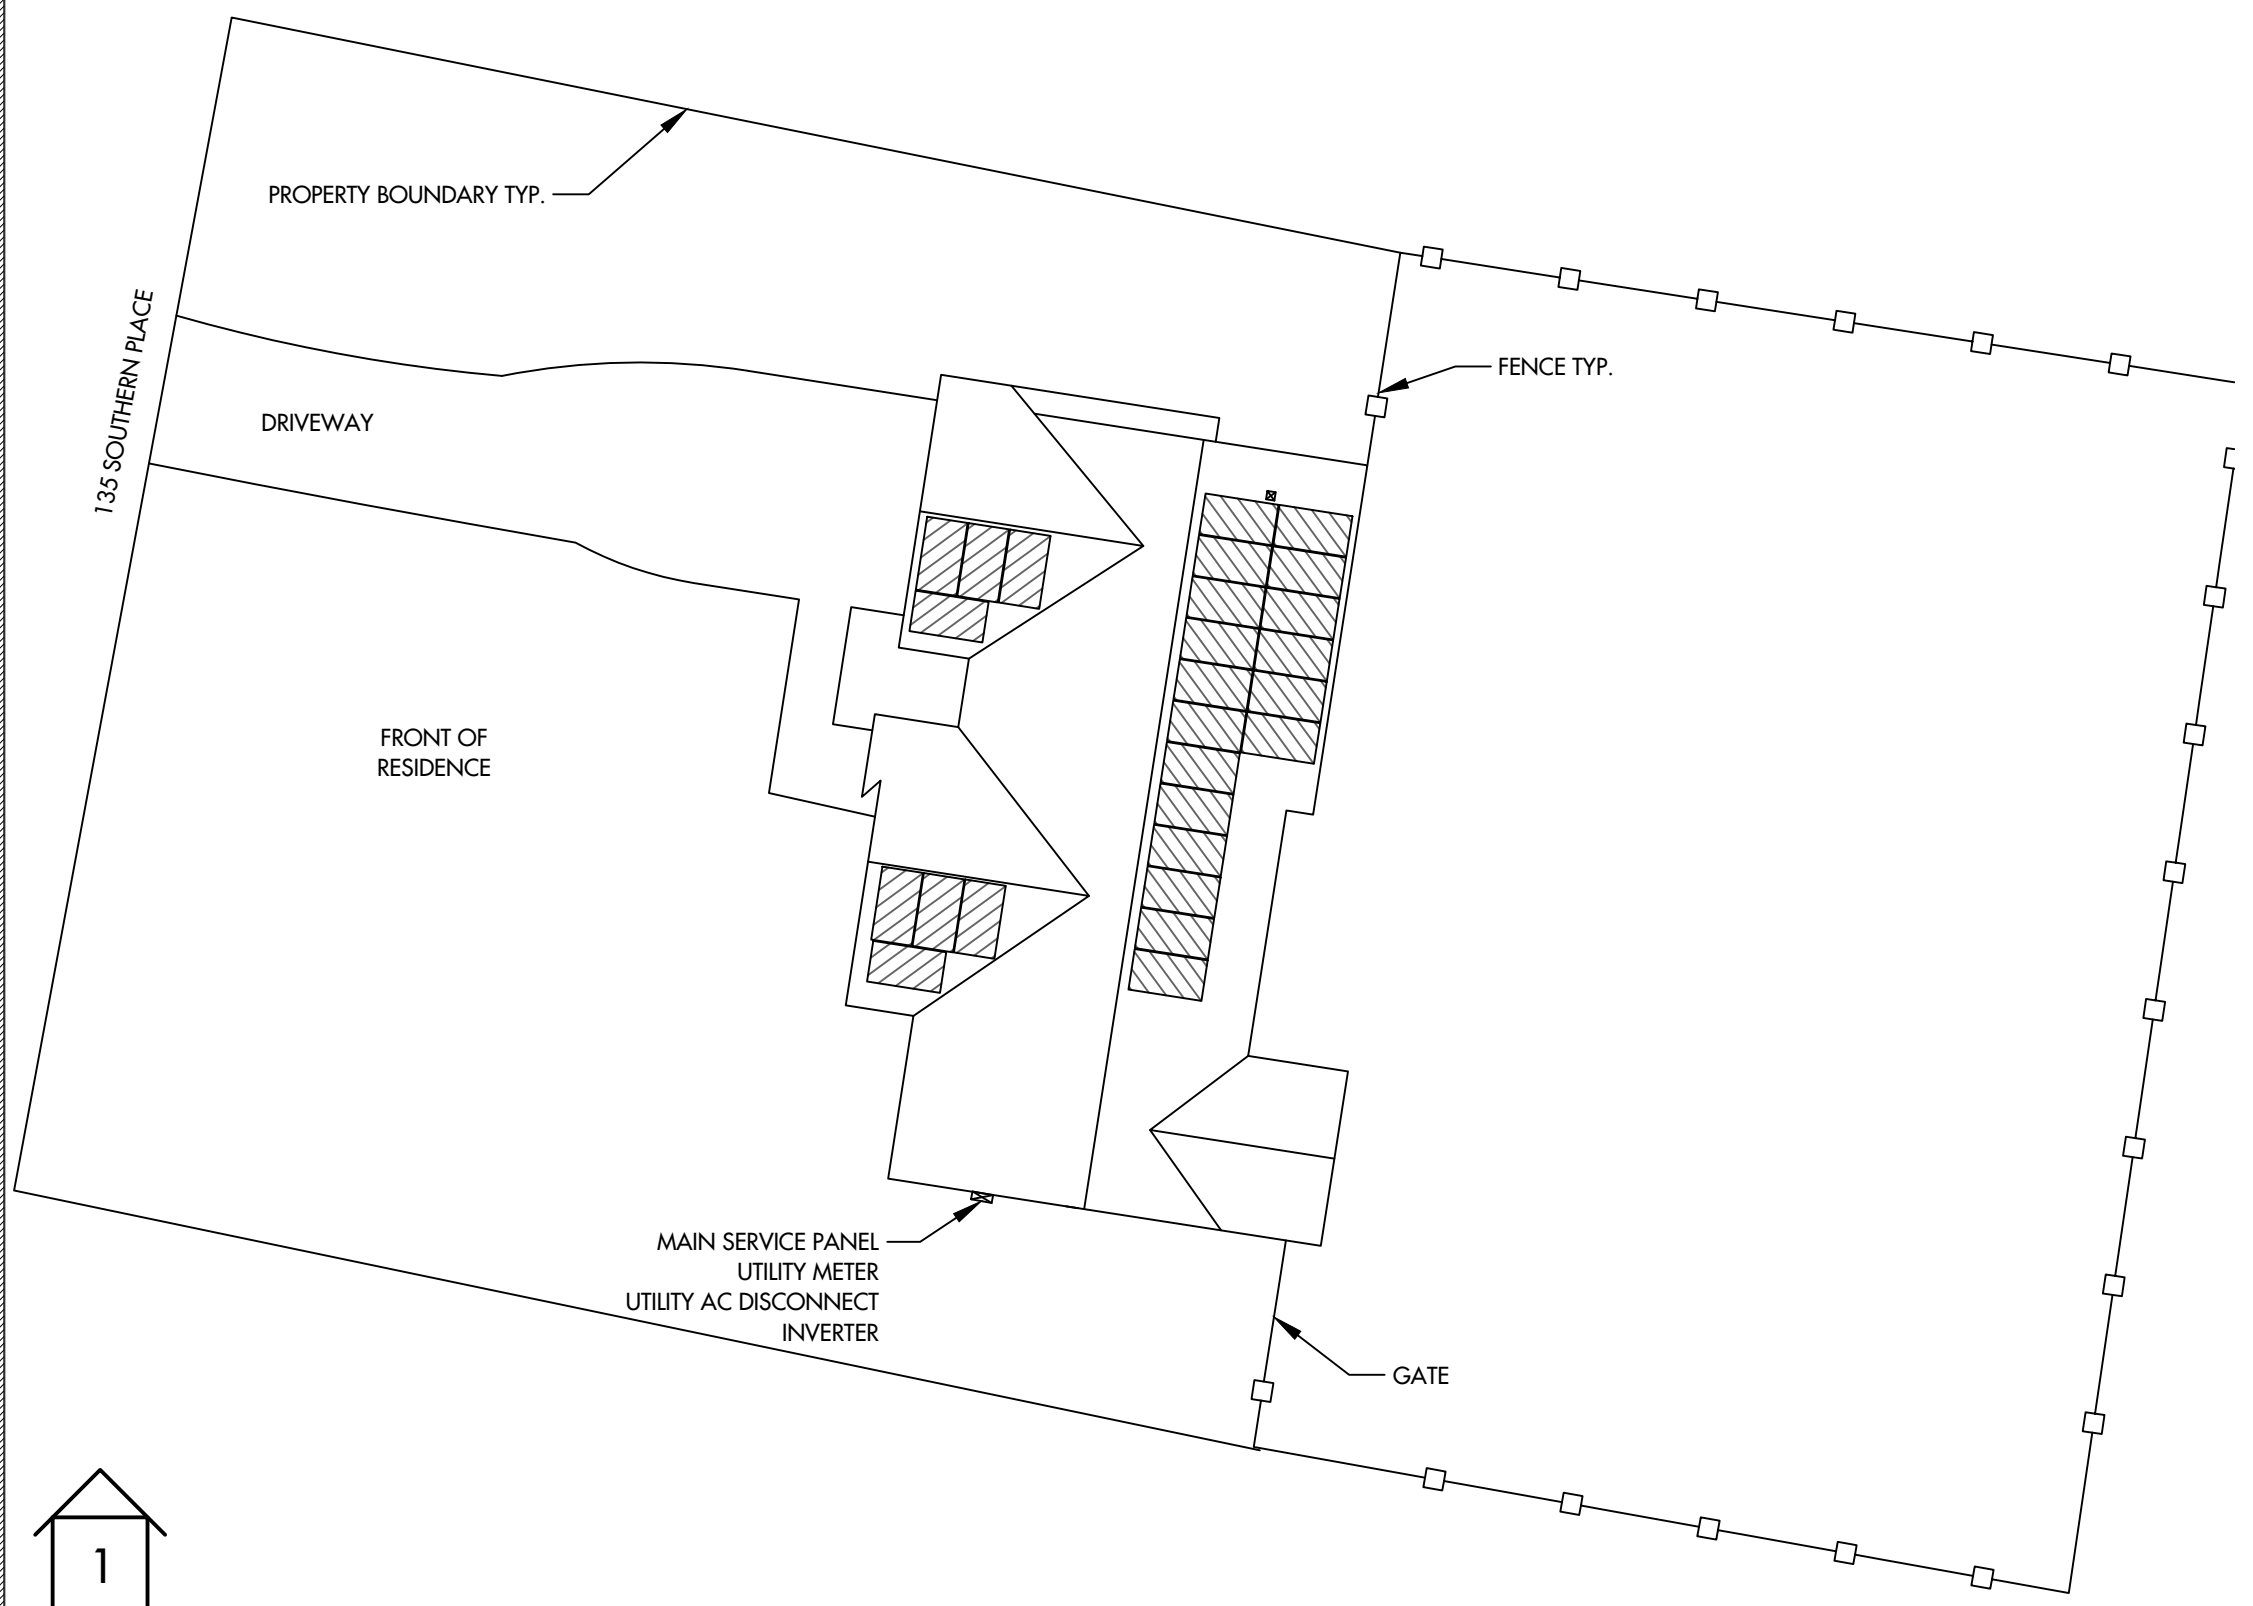 PROPERTY BOUNDARY TYP.
135 SOUTHERN PLACE
FENCE TYP.
DRIVEWAY
FRONT OF
RESIDENCE
MAIN SERVICE PANEL
UTILITY METER
UTILITY AC DISCONNECT
INVERTER
GATE
1